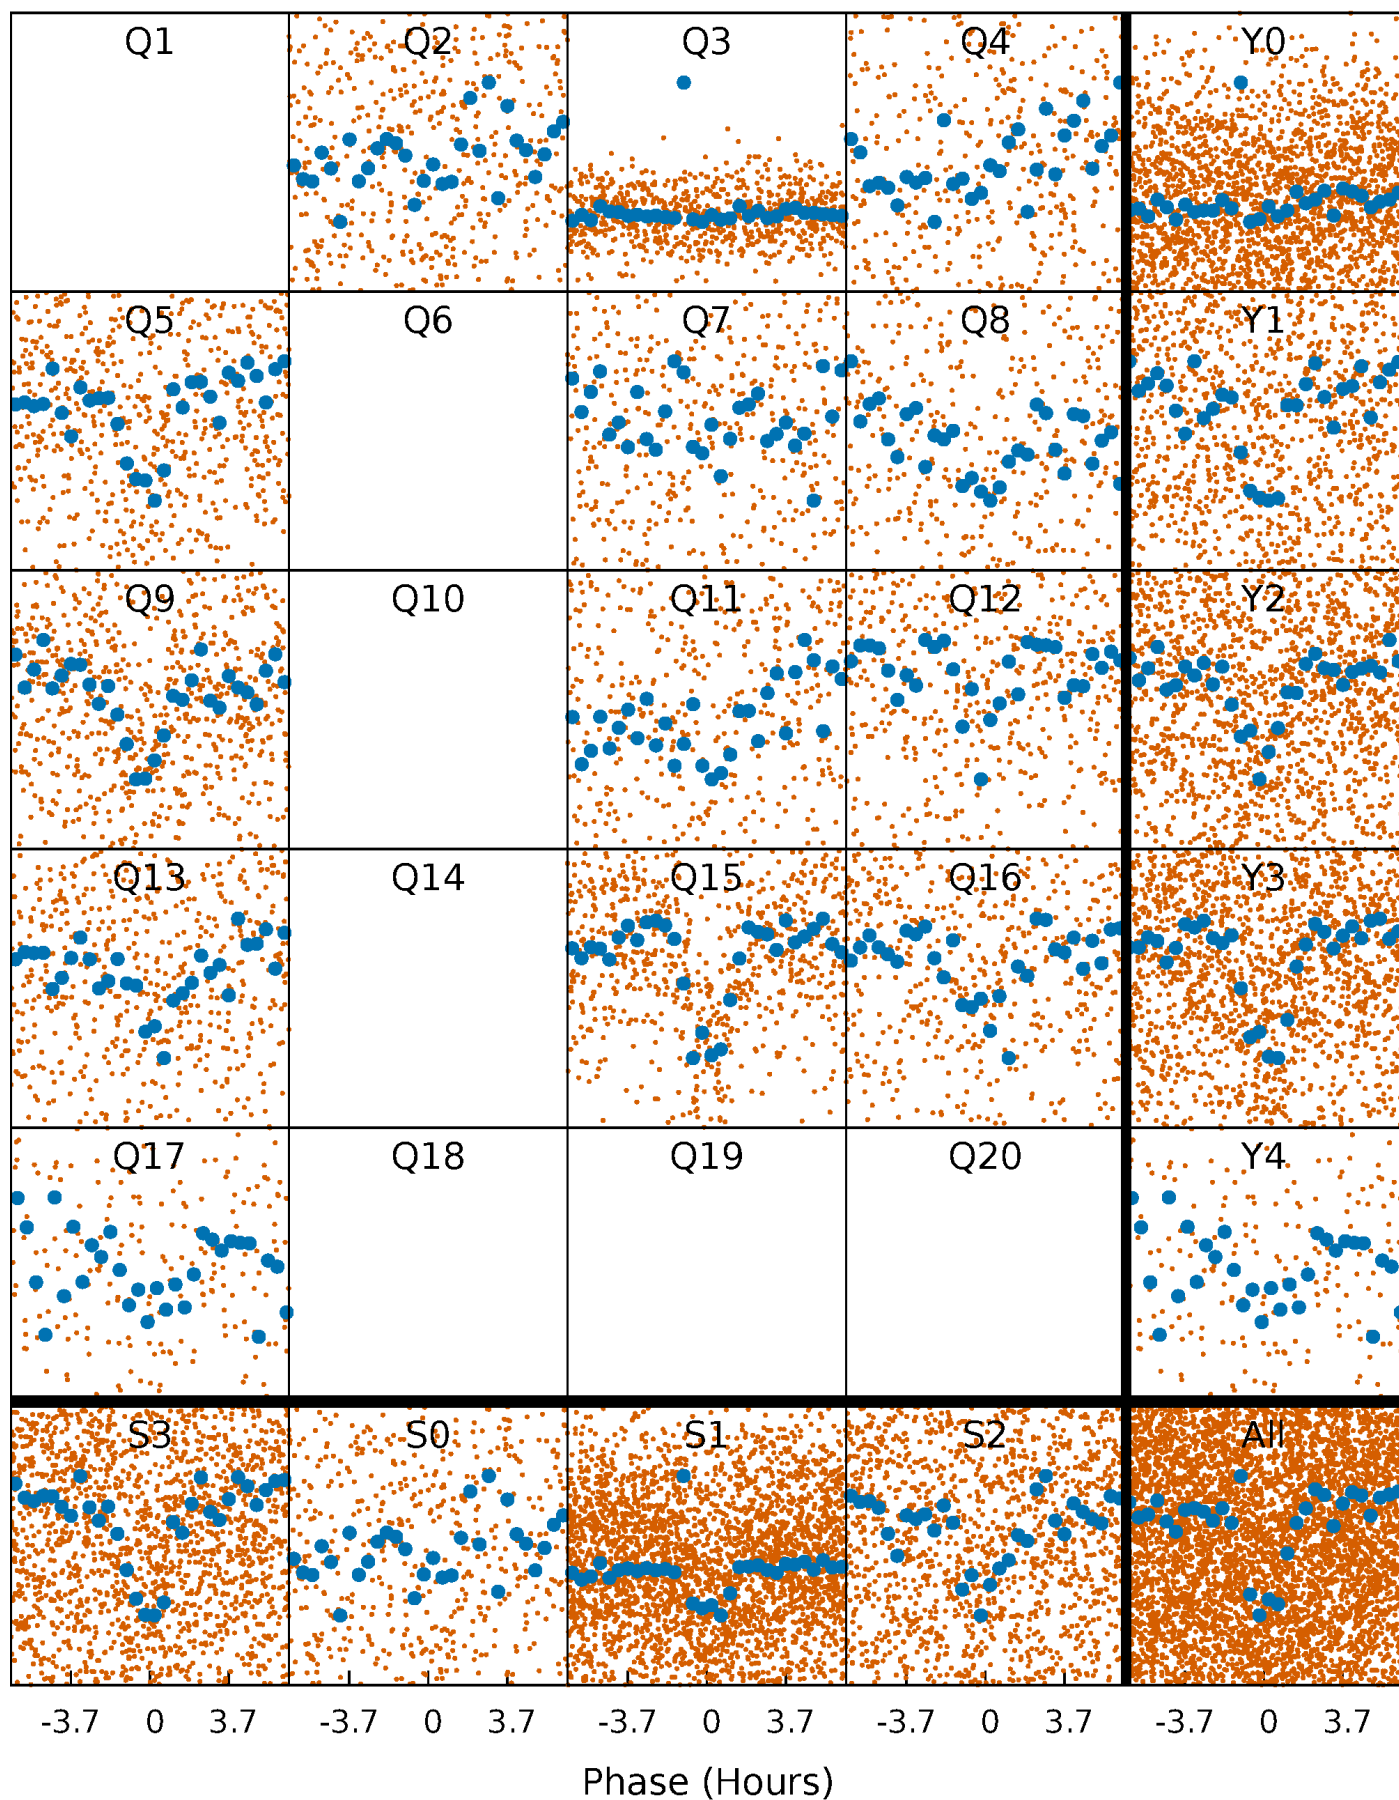 Q1 Q2 Q3 Q4 Y0
Q5 Q6 Q7 Q8 Y1
Q9 Q10 Q11 Q12 Y2
Q13 Q14 Q15 Q16 Y3
Q17 Q18 Q19 Q20 Y4
S3 S0 S1 S2 All
-3.7 0 3.7 -3.7 0 3.7 -3.7 0 3.7 -3.7 0 3.7 -3.7 0 3.7
Phase (Hours)